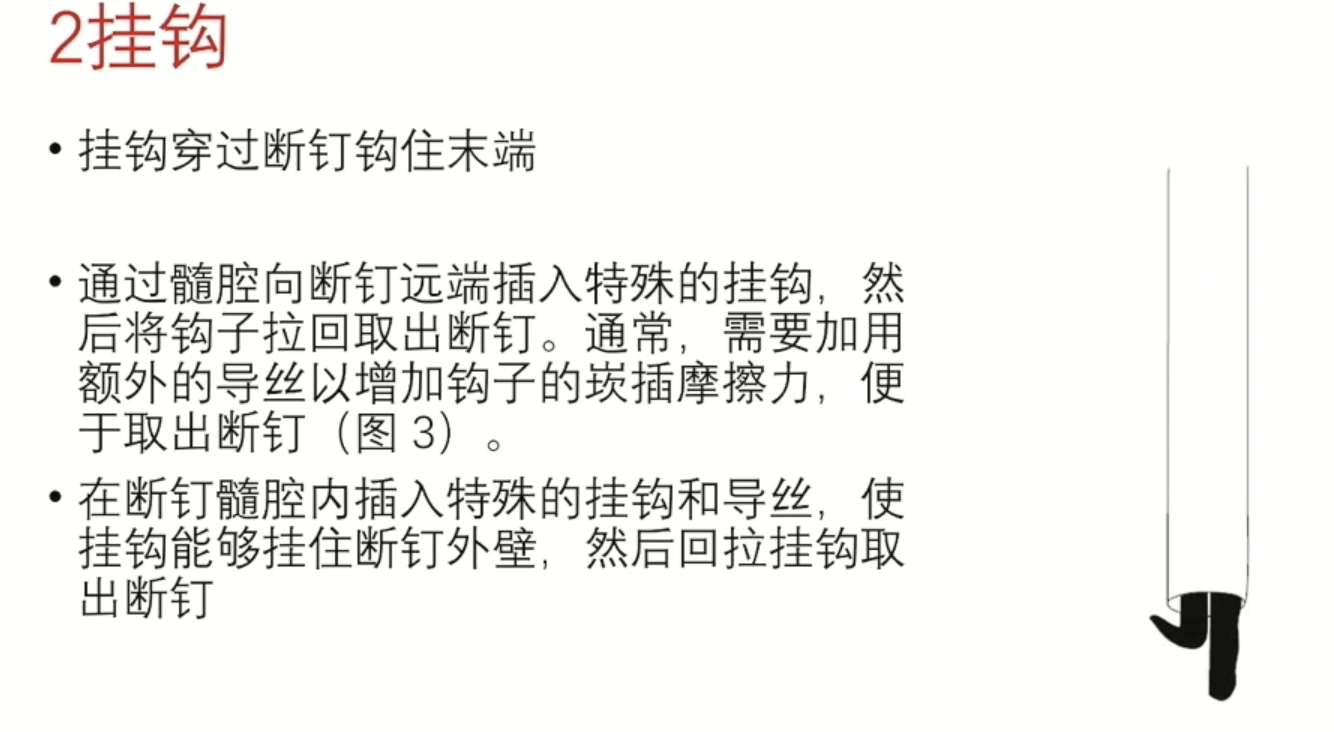 2挂钩
• 挂钩穿过断钉钩住末端
• 通过髓腔向断钉远端插入特殊的挂钩，然
后将钩子拉回取出断钉。通常，需要加用
额外的导丝以增加钩子的崁插摩擦力，便
于取出断钉（图 3）。
• 在断钉髓腔内插入特殊的挂钩和导丝，使
挂钩能够挂住断钉外壁，然后回拉挂钩取
出断钉